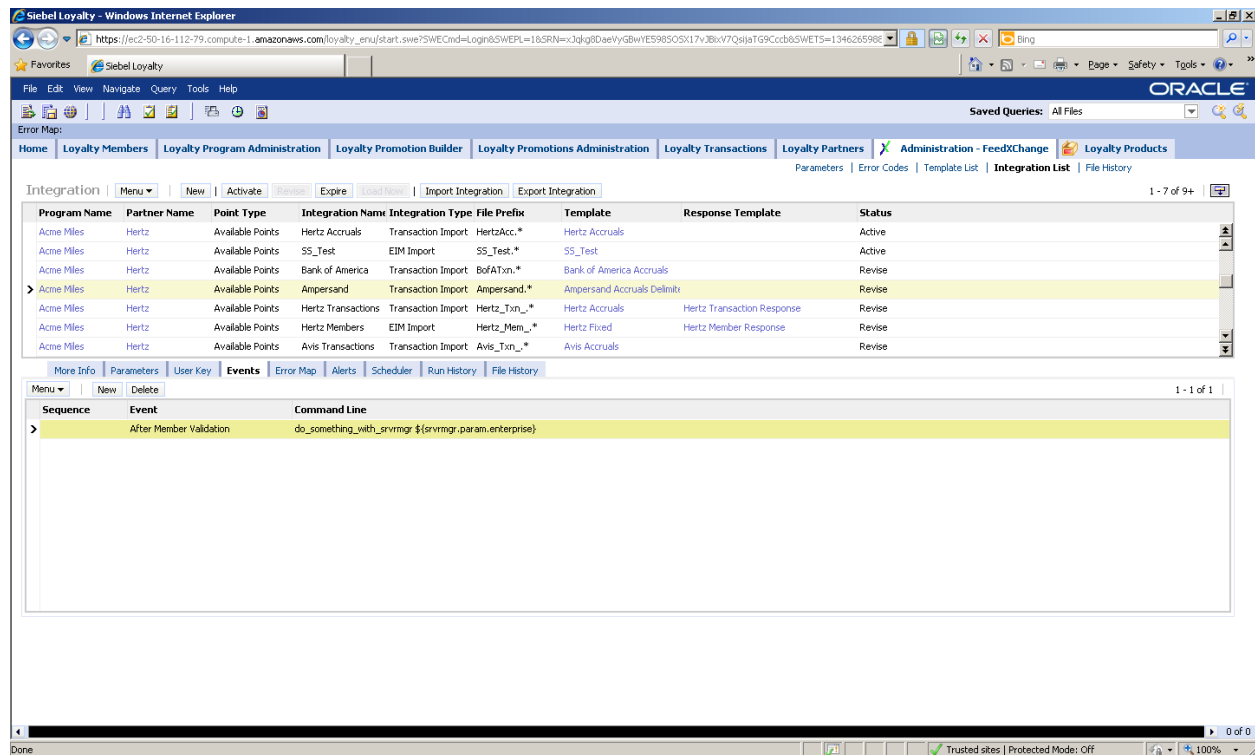 Siebel Loyalty - Windows Internet Explorer
https://ec2-50-16-112-79.compute-1.amazonaws.com/loyalty_enu/start.swe?SWECmd=Login&SWEPL=1&SRN= Bing
Favorites Siebel Loyalty Page Safety Tools
File Edit View Navigate Query Tools Help ORACLE
Saved Queries: All Files
Error Map:
Home Loyalty Members Loyalty Program Administration Loyalty Promotion Builder Loyalty Promotions Administration Loyalty Transactions Loyalty Partners Administration - FeedXChange Loyalty Products
Parameters | Error Codes | Template List | Integration List | File History
Integration Menu New Activate Revise Expire Load Now Import Integration Export Integration 1 - 7 of 9+
Program Name Partner Name Point Type Integration Name Integration Type File Prefix Template Response Template Status
Acme Miles Hertz Available Points Hertz Accruals Transaction Import HertzAcc.* Hertz Accruals Active
Acme Miles Hertz Available Points SS_Test EIM Import SS_Test.* SS_Test Active
Acme Miles Hertz Available Points Bank of America Transaction Import BofATxn.* Bank of America Accruals Revise
Acme Miles Hertz Available Points Ampersand Transaction Import Ampersand.* Ampersand Accruals Delimite Revise
Acme Miles Hertz Available Points Hertz Transactions Transaction Import Hertz_Txn_.* Hertz Accruals Hertz Transaction Response Revise
Acme Miles Hertz Available Points Hertz Members EIM Import Hertz_Mem_.* Hertz Fixed Hertz Member Response Revise
Acme Miles Hertz Available Points Avis Transactions Transaction Import Avis_Txn_.* Avis Accruals Revise
More Info Parameters User Key Events Error Map Alerts Scheduler Run History File History
Menu New Delete 1 - 1 of 1
Sequence Event Command Line
After Member Validation do_something_with_srvrmgr ${srvrmgr.param.enterprise}
0 of 0
Done Trusted sites | Protected Mode: Off 100%